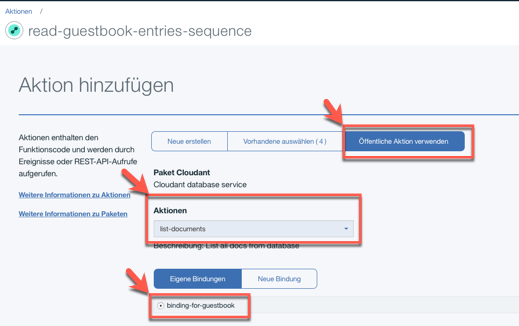 Aktionen /
read-guestbook-entries-sequence
Aktion hinzufügen
Aktionen enthalten den
Funktionscode und werden durch
Ereignisse oder REST-API-Aufrufe
aufgerufen.
Weitere Informationen zu Aktionen
Weitere Informationen zu Paketen
Neue erstellen
Vorhandene auswählen ( 4 )
Öffentliche Aktion verwenden
Paket Cloudant
Cloudant database service
Aktionen
list-documents
Beschreibung: List all docs from database
Eigene Bindungen
Neue Bindung
binding-for-guestbook